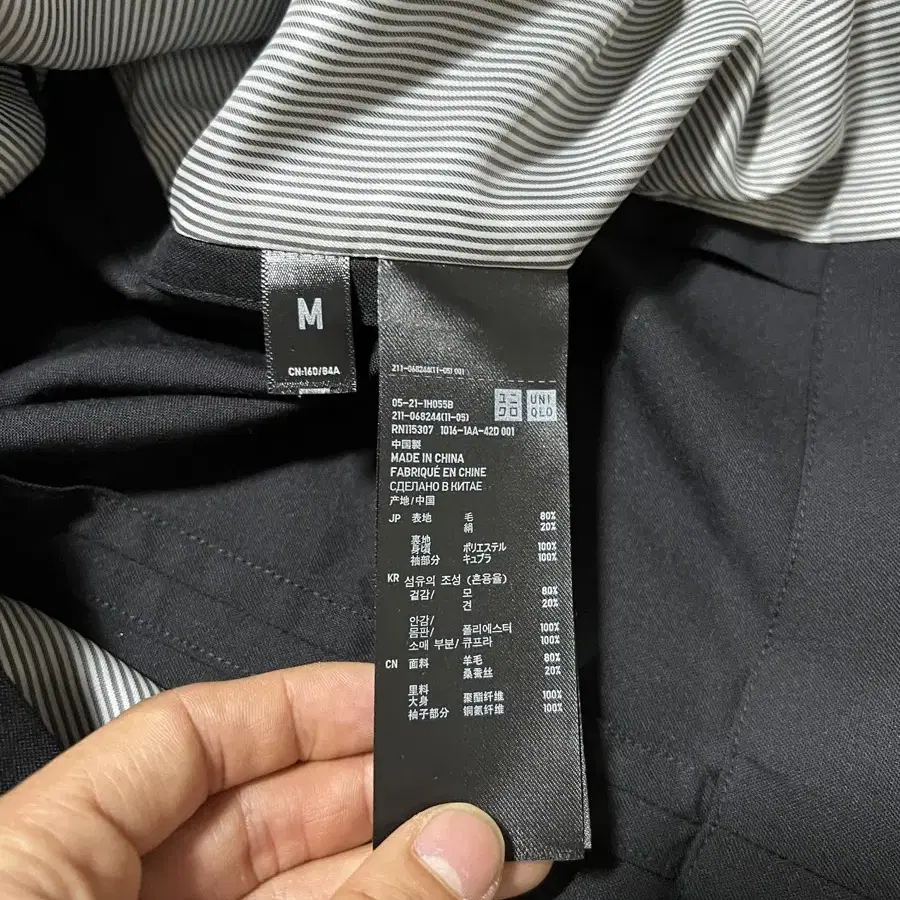 M
CN:160/84A
211-068244(11-05) 001
05-21-1H055B
211-068244(11-05)
RN115307 1016-1AA-42D 001
ユニ
クロ
UNI
QLO
中国製
MADE IN CHINA
FABRIQUÉ EN CHINE
СДЕЛАНО В КИТАЕ
产地/中国
JP 表地 毛 80%
絹 20%
裏地
身頃 ポリエステル 100%
袖部分 キュプラ 100%
KR 섬유의 조성 (혼용율)
겉감/ 모 80%
견 20%
안감/
몸판/ 폴리에스터 100%
소매 부분/ 큐프라 100%
CN 面料 羊毛 80%
桑蚕丝 20%
里料
大身 聚酯纤维 100%
袖子部分 铜氨纤维 100%